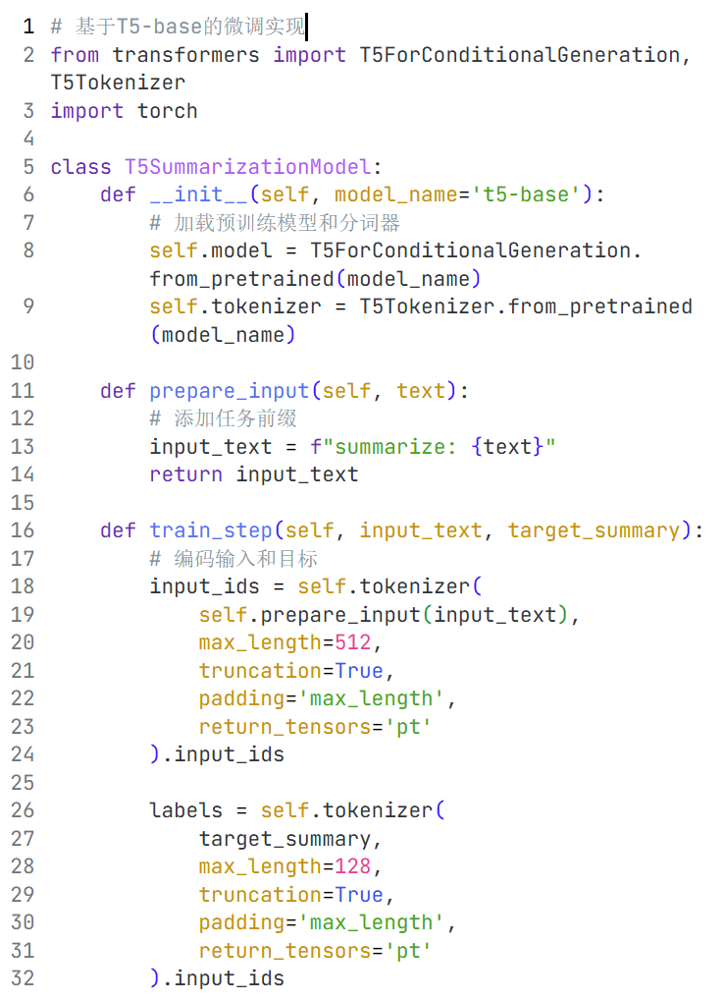 1 # 基于T5-base的微调实现
2 from transformers import T5ForConditionalGeneration,
T5Tokenizer
3 import torch
4
5 class T5SummarizationModel:
6     def __init__(self, model_name='t5-base'):
7         # 加载预训练模型和分词器
8         self.model = T5ForConditionalGeneration.
        from_pretrained(model_name)
9         self.tokenizer = T5Tokenizer.from_pretrained
        (model_name)
10
11     def prepare_input(self, text):
12         # 添加任务前缀
13         input_text = f"summarize: {text}"
14         return input_text
15
16     def train_step(self, input_text, target_summary):
17         # 编码输入和目标
18         input_ids = self.tokenizer(
19             self.prepare_input(input_text),
20             max_length=512,
21             truncation=True,
22             padding='max_length',
23             return_tensors='pt'
24         ).input_ids
25
26         labels = self.tokenizer(
27             target_summary,
28             max_length=128,
29             truncation=True,
30             padding='max_length',
31             return_tensors='pt'
32         ).input_ids